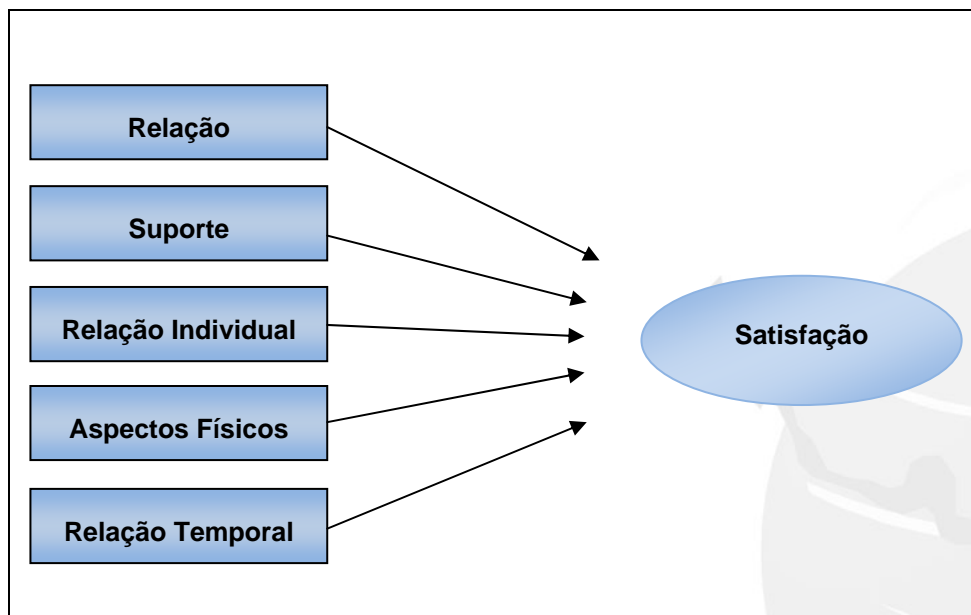 Relação
Suporte
Relação Individual
Aspectos Físicos
Relação Temporal
Satisfação